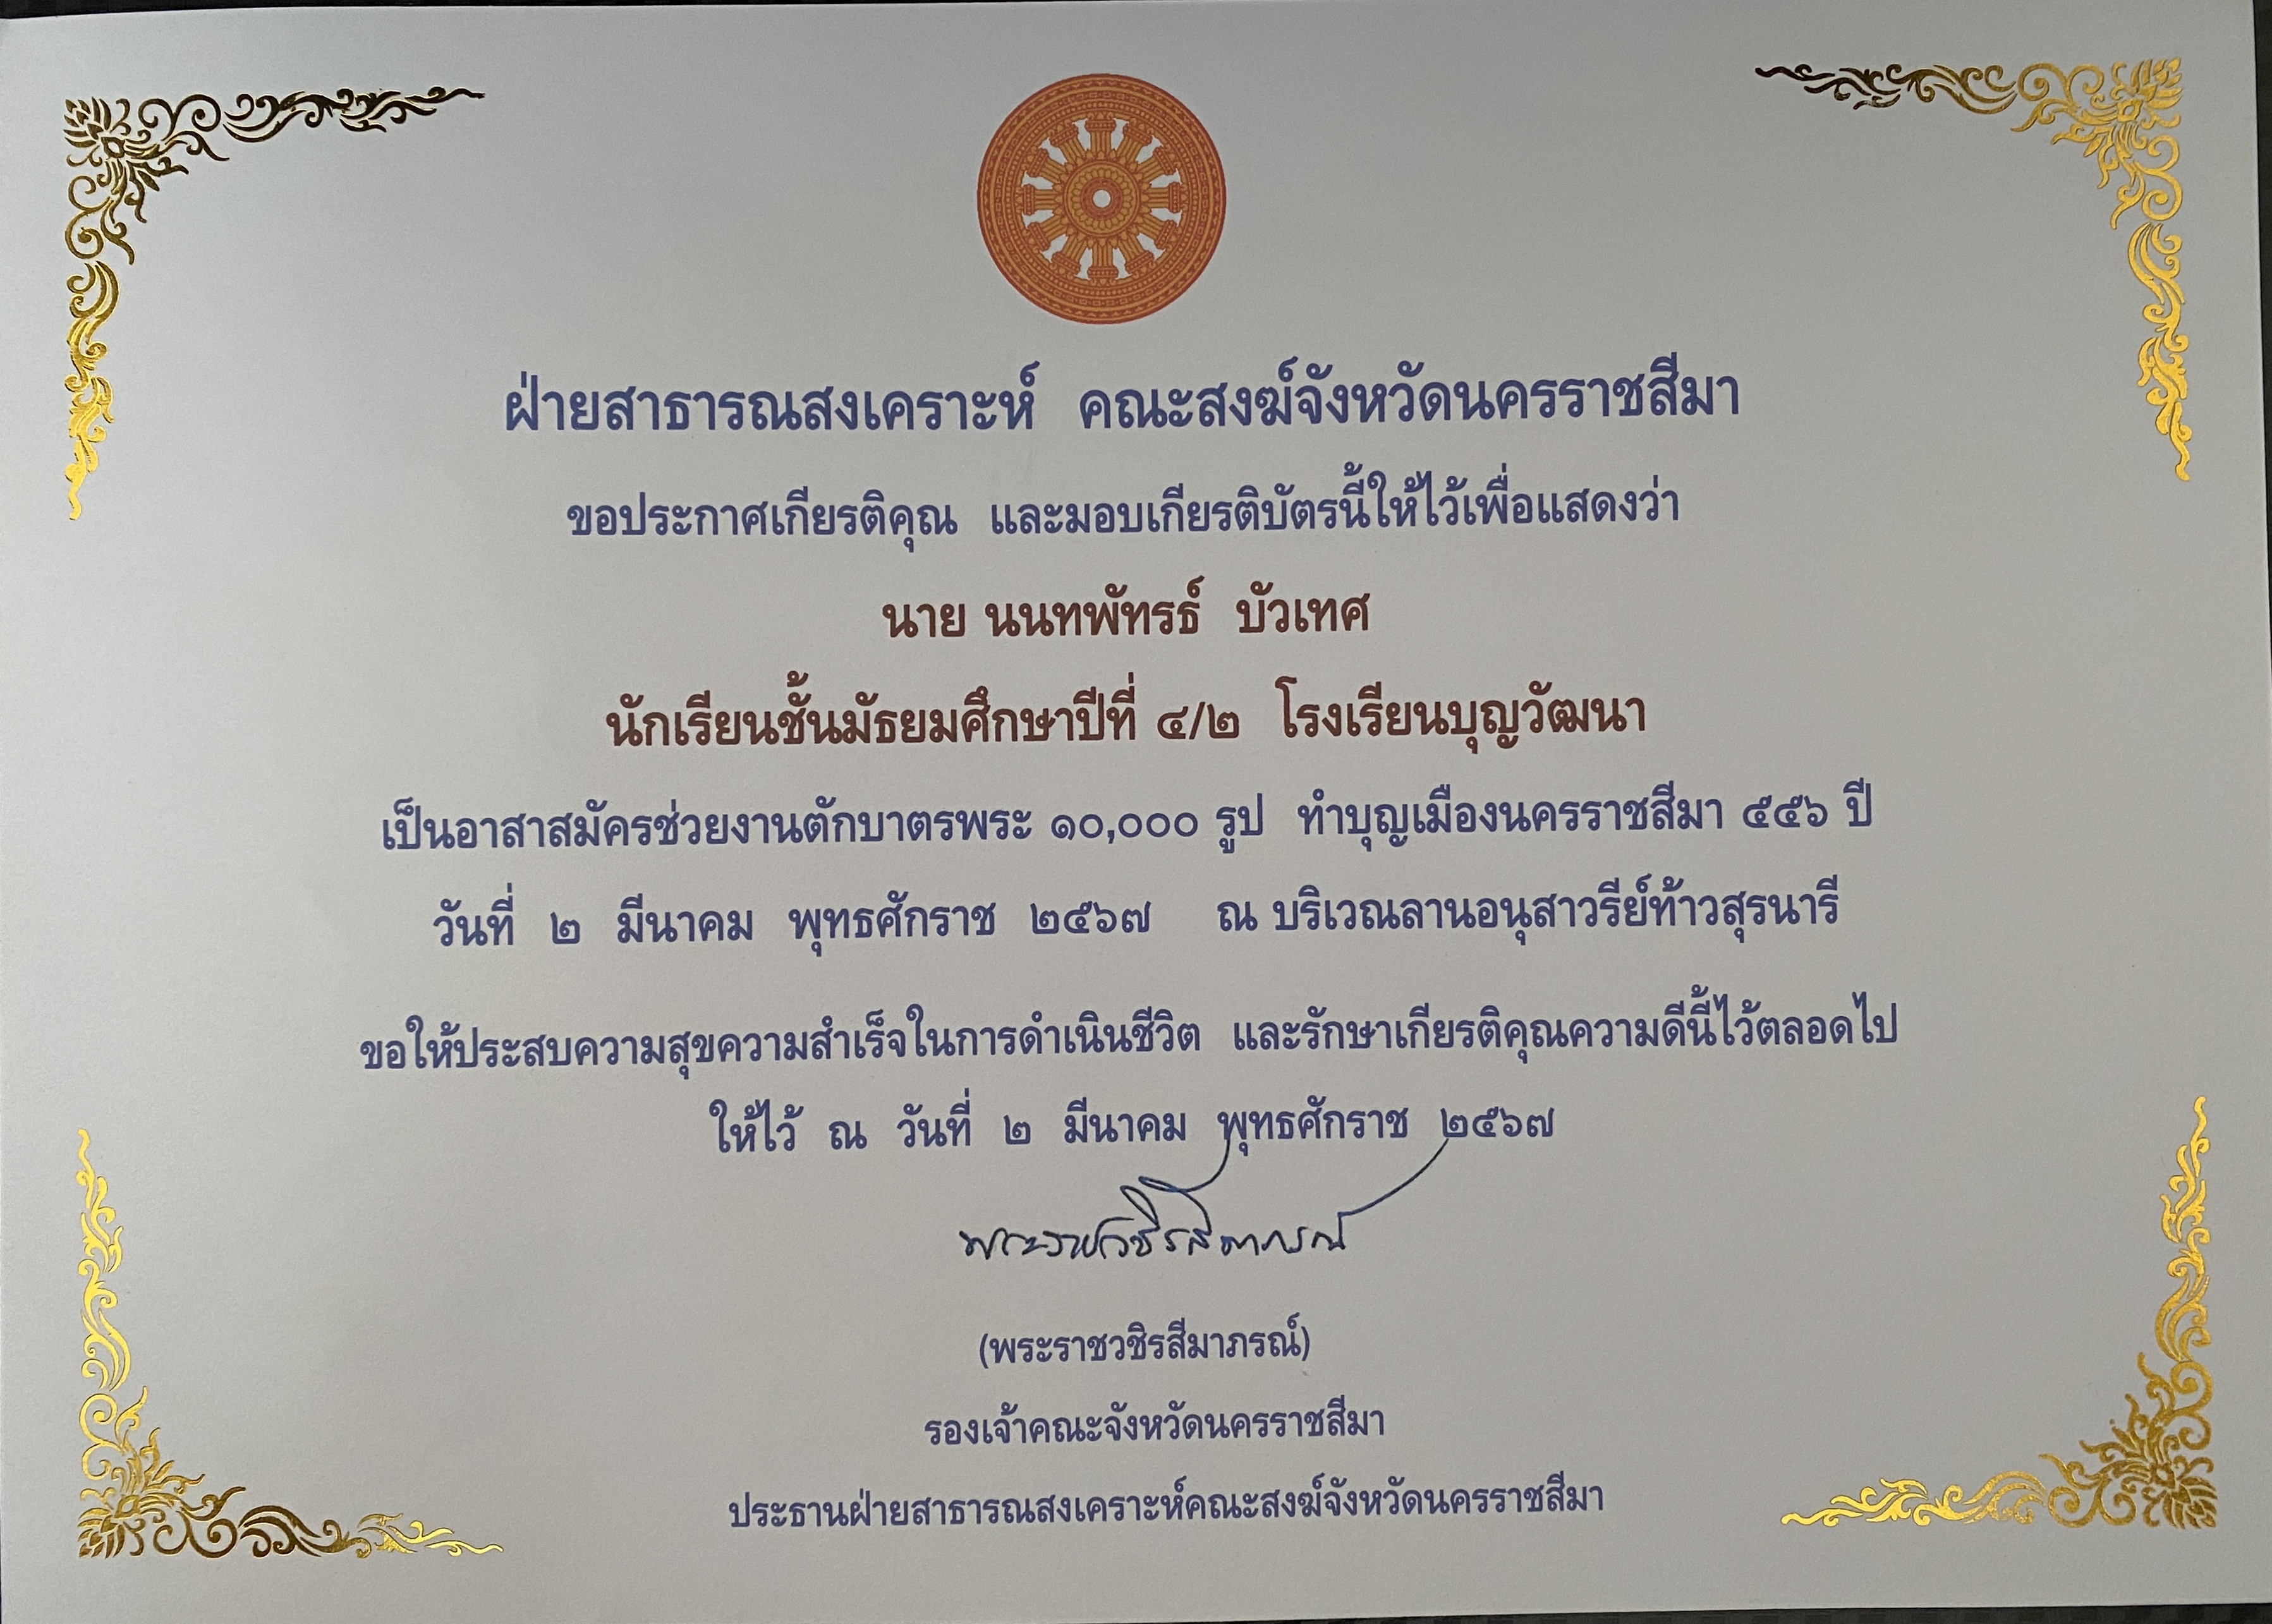 ฝ่ายสาธารณสงเคราะห์ คณะสงฆ์จังหวัดนครราชสีมา
ขอประกาศเกียรติคุณ และมอบเกียรติบัตรนี้ให้ไว้เพื่อแสดงว่า
นาย นนทพัทรธ์ บัวเทศ
นักเรียนชั้นมัธยมศึกษาปีที่ ๔/๒ โรงเรียนบุญวัฒนา
เป็นอาสาสมัครช่วยงานตักบาตรพระ ๑๐,๐๐๐ รูป ทำบุญเมืองนครราชสีมา ๕๕๖ ปี
วันที่ ๒ มีนาคม พุทธศักราช ๒๕๖๗ ณ บริเวณลานอนุสาวรีย์ท้าวสุรนารี
ขอให้ประสบความสุขความสำเร็จในการดำเนินชีวิต และรักษาเกียรติคุณความดีนี้ไว้ตลอดไป
ให้ไว้ ณ วันที่ ๒ มีนาคม พุทธศักราช ๒๕๖๗
พระราชวชิรสีมาภรณ์
(พระราชวชิรสีมาภรณ์)
รองเจ้าคณะจังหวัดนครราชสีมา
ประธานฝ่ายสาธารณสงเคราะห์คณะสงฆ์จังหวัดนครราชสีมา